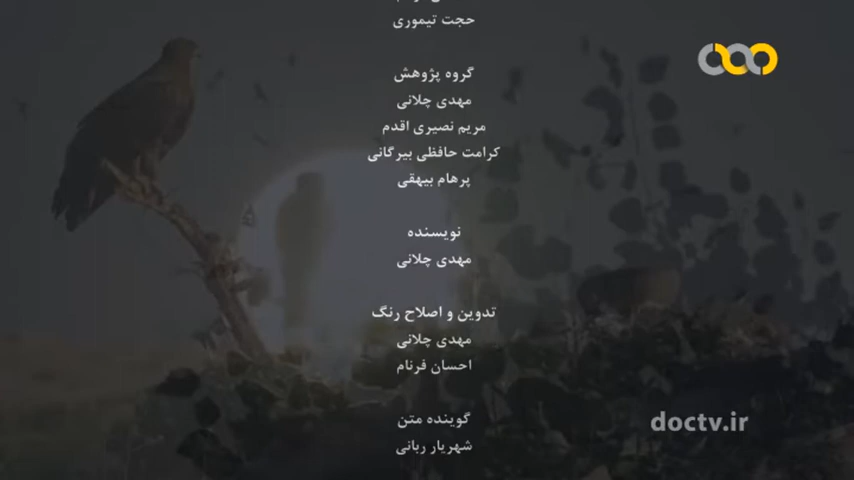 حجت تیموری
گروه پژوهش
مهدی چلانی
مریم نصیری اقدم
کرامت حافظی بیرگانی
پرهام بیهقی
نویسنده
مهدی چلانی
تدوین و اصلاح رنگ
مهدی چلانی
احسان فرنام
گوینده متن
شهریار ربانی
doctv.ir